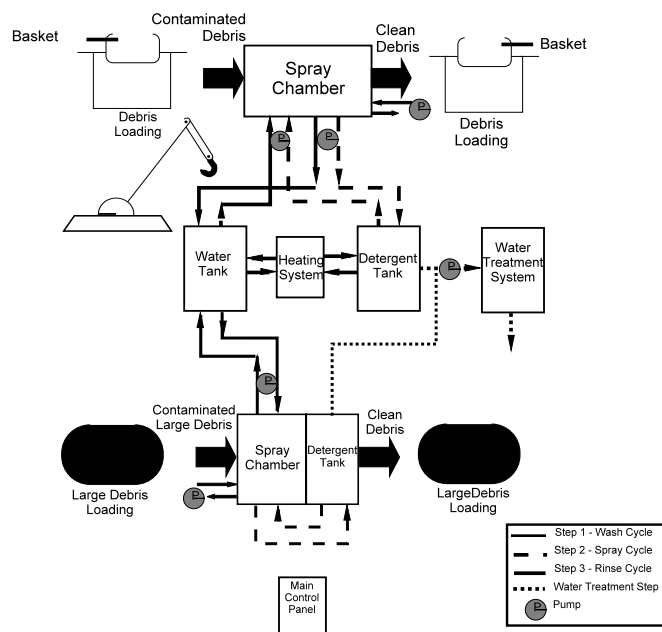 Contaminated
Debris
Clean
Debris
Basket
Basket
Spray
Chamber
Debris
Loading
Debris
Loading
P
P
P
Water
Tank
Heating
System
Detergent
Tank
P
Water
Treatment
System
P
Contaminated
Large Debris
Clean
Debris
Spray
Chamber
Detergent
Tank
P
Large Debris
Loading
LargeDebris
Loading
Main
Control
Panel
Step 1 - Wash Cycle
Step 2 - Spray Cycle
Step 3 - Rinse Cycle
Water Treatment Step
P
Pump